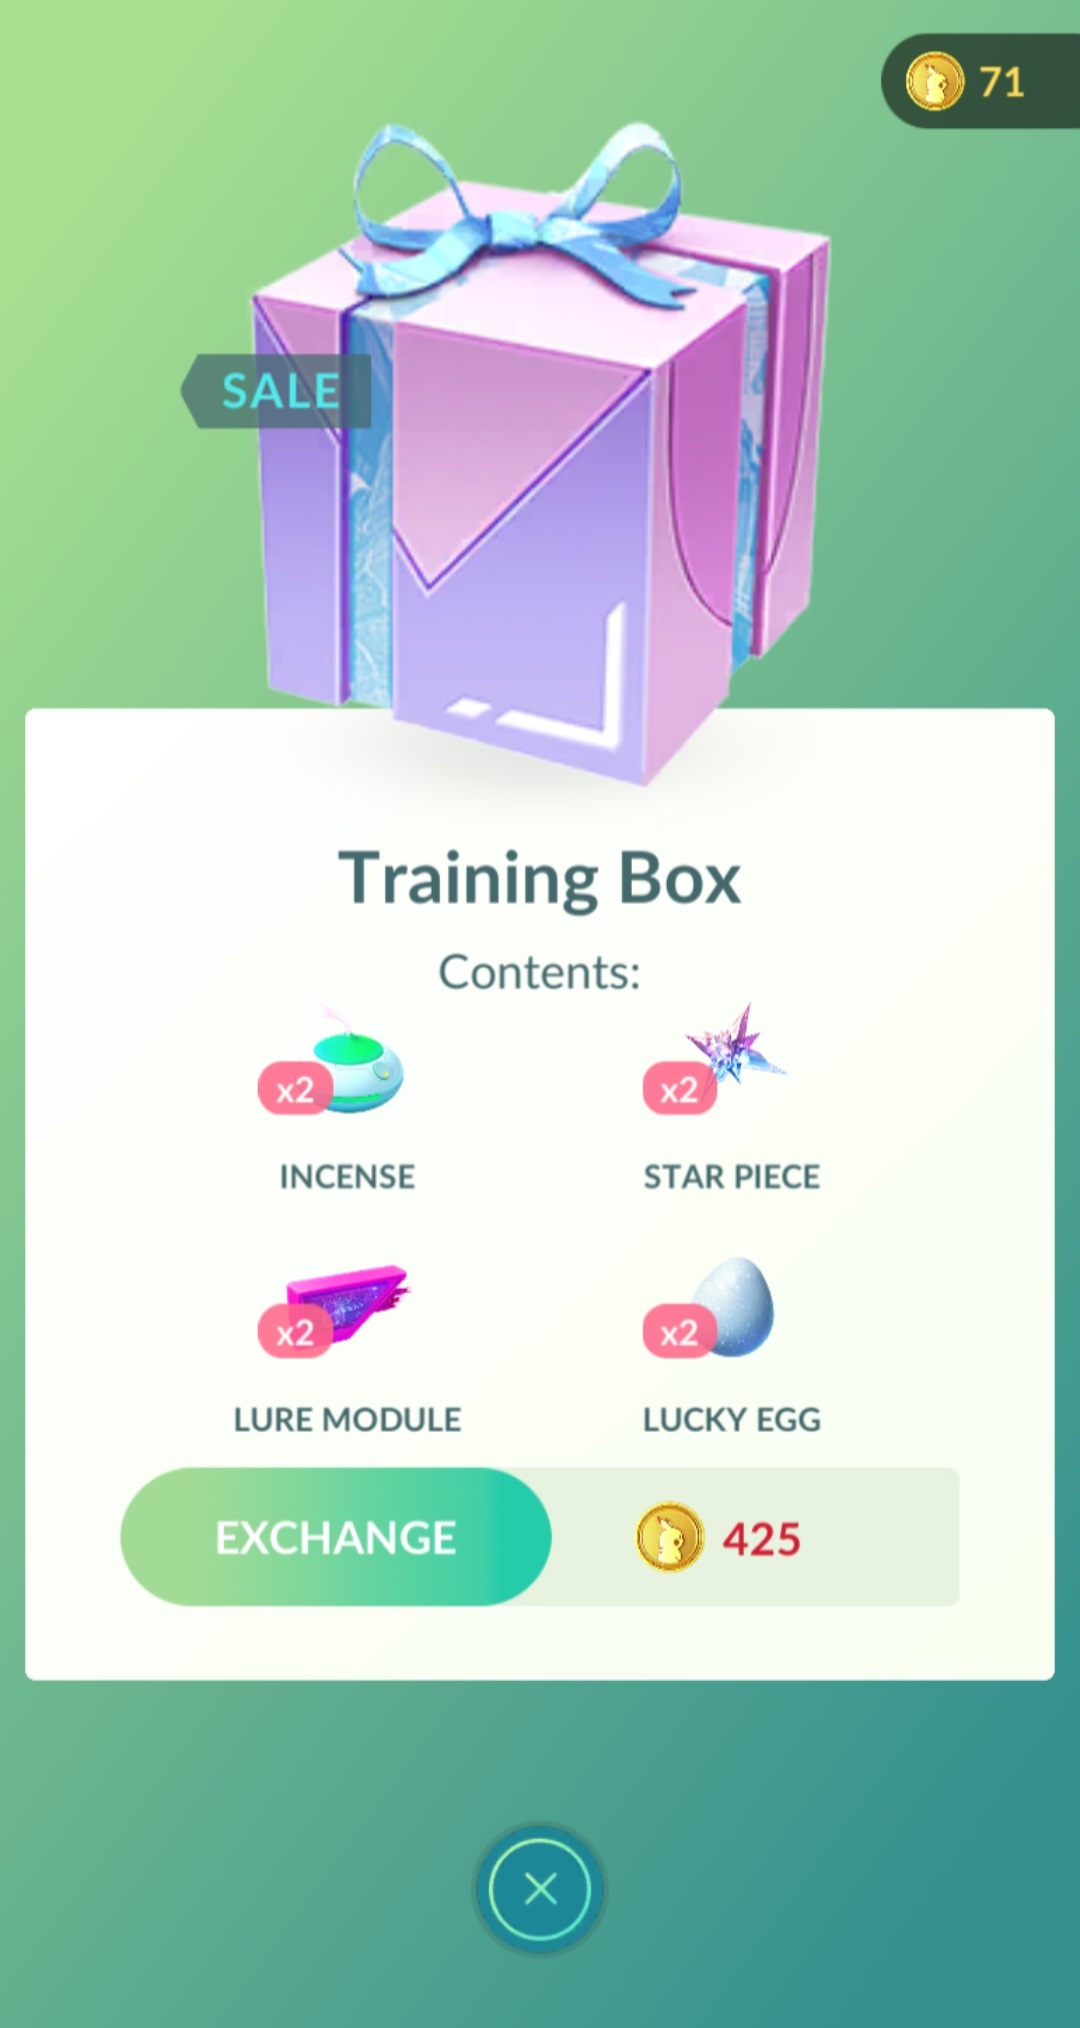 71
SALE
Training Box
Contents:
x2
x2
INCENSE
STAR PIECE
x2
x2
LURE MODULE
LUCKY EGG
EXCHANGE
425